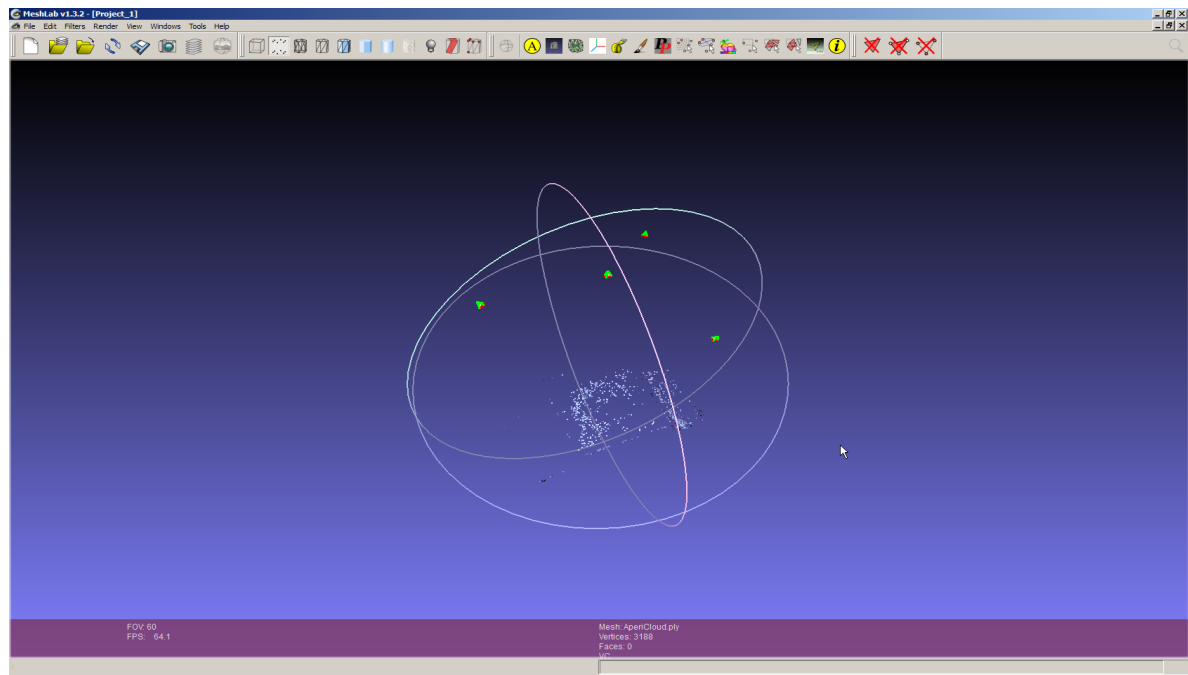 MeshLab v1.3.2 - [Project_1]
File Edit Filters Render View Windows Tools Help
A
i
FOV: 60
FPS: 64.1
Mesh: AperiCloud.ply
Vertices: 3188
Faces: 0
VC